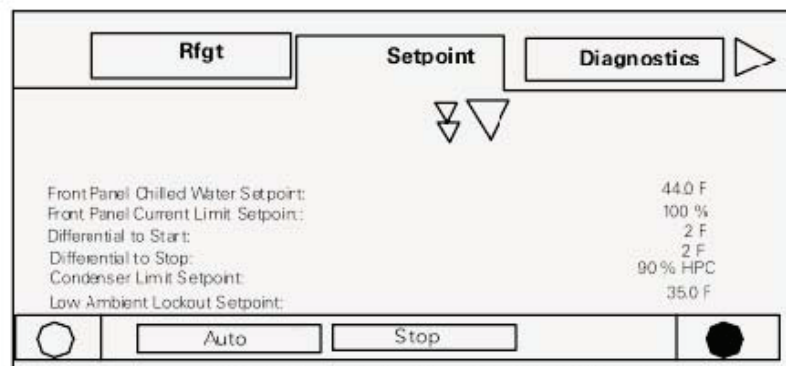 Rfgt Setpoint Diagnostics
Front Panel Chilled Water Setpoint: 44.0 F
Front Panel Current Limit Setpoint: 100 %
Differential to Start: 2 F
Differential to Stop: 2 F
Condenser Limit Setpoint: 90 % HPC
Low Ambient Lockout Setpoint: 35.0 F
Auto Stop